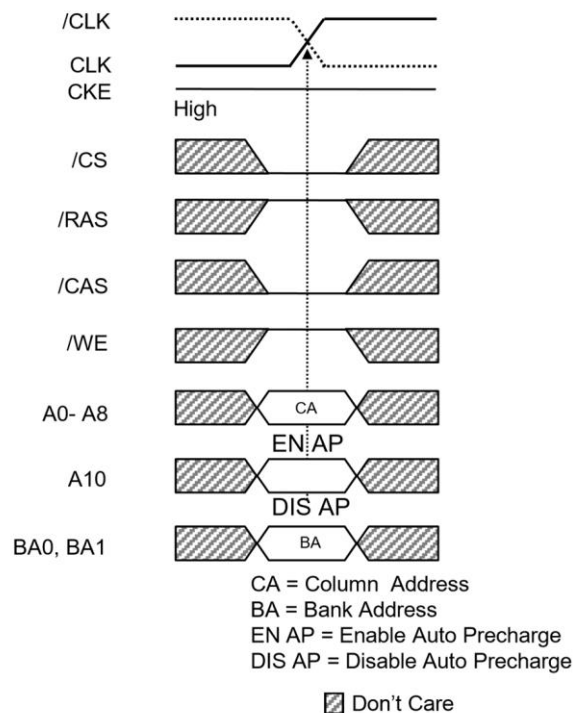 /CLK
CLK
CKE
High
/CS
/RAS
/CAS
/WE
A0- A8
CA
EN AP
A10
DIS AP
BA0, BA1
BA
CA = Column Address
BA = Bank Address
EN AP = Enable Auto Precharge
DIS AP = Disable Auto Precharge
Don't Care